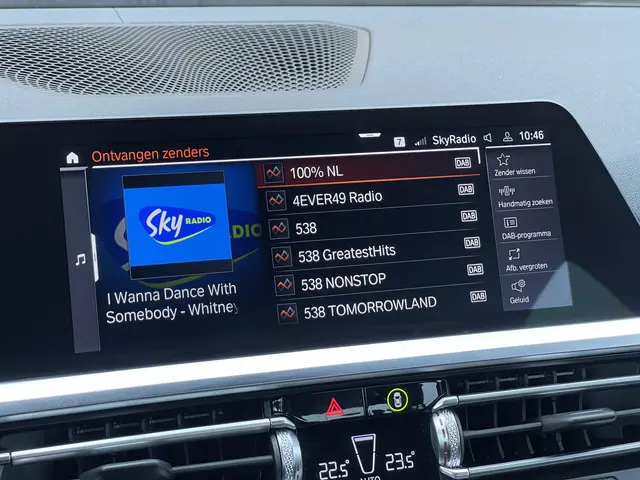 7 SkyRadio 10:46
Ontvangen zenders
Sky RADIO
I Wanna Dance With
Somebody - Whitney
100% NL DAB
4EVER49 Radio DAB
538 DAB
538 GreatestHits DAB
538 NONSTOP DAB
538 TOMORROWLAND DAB
Zender wissen
Handmatig zoeken
DAB-programma
Afb. vergroten
Geluid
22.5° 23.5°
AUTO